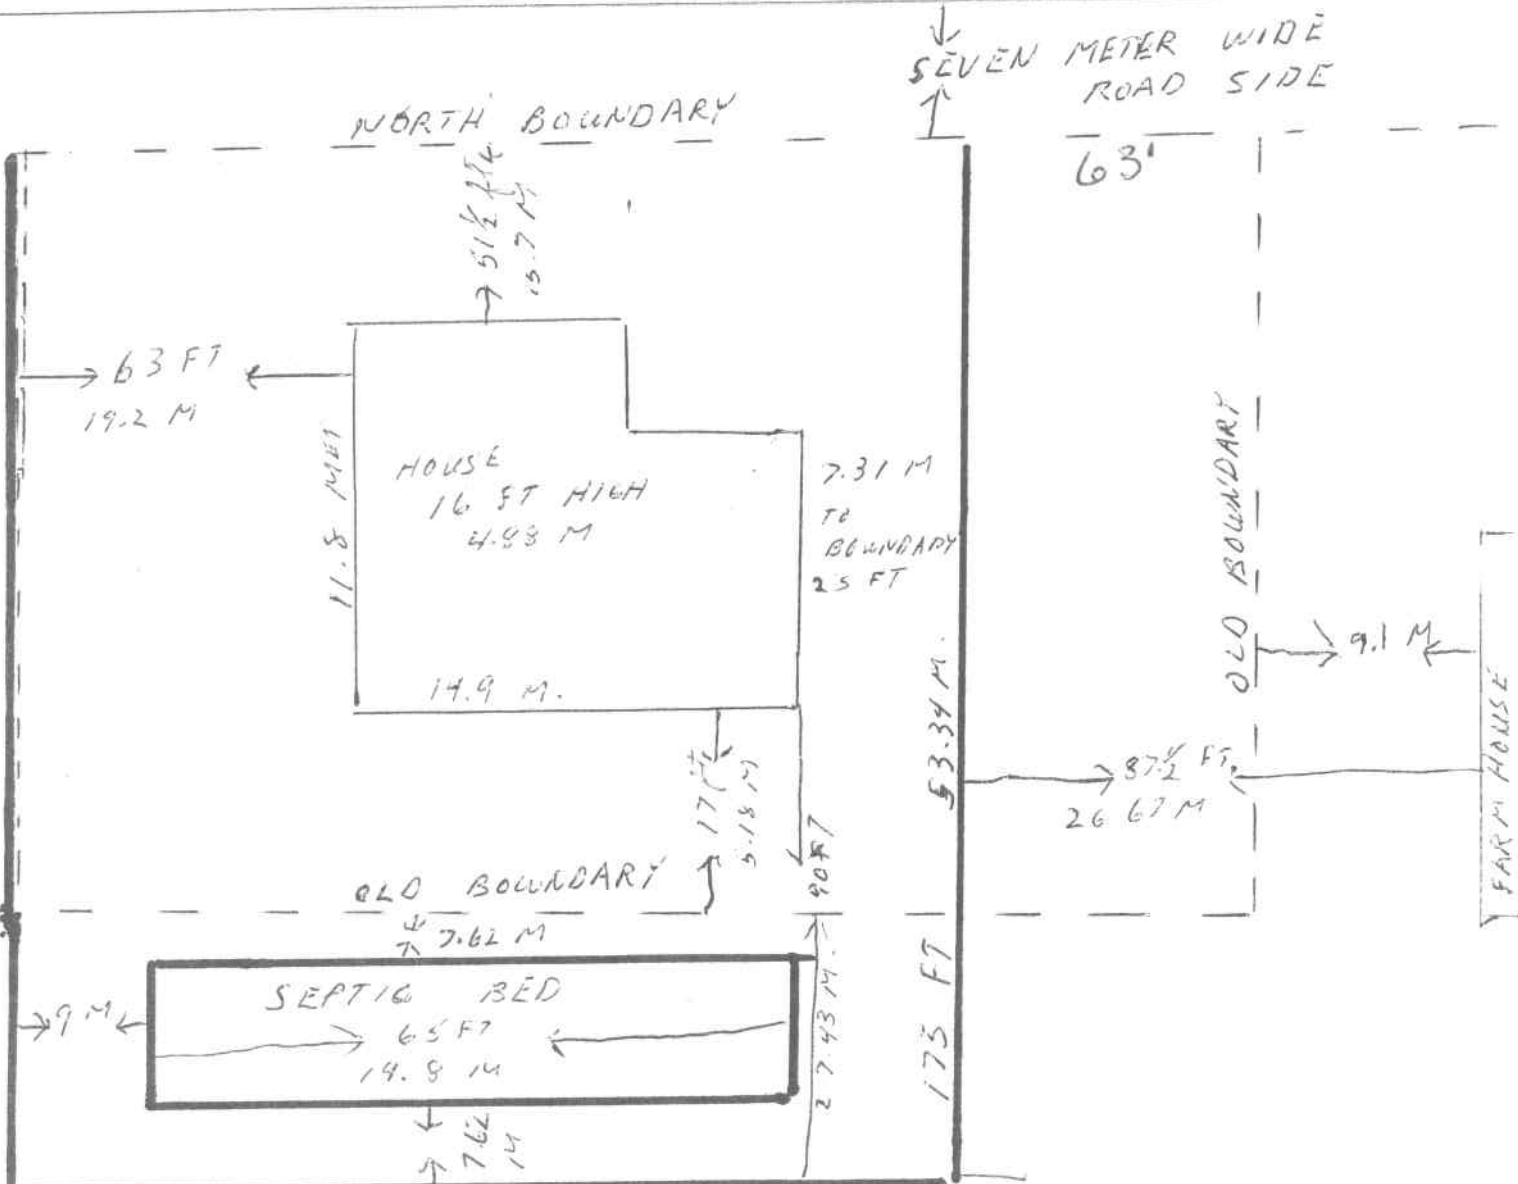 SEVEN METER WIDE
ROAD SIDE
NORTH BOUNDARY
63'
51½ ft
15.7 M
63 FT
19.2 M
11.8 MET
HOUSE
16 FT HIGH
4.88 M
7.31 M
TO
BOUNDARY
25 FT
14.9 M.
53.34 M.
OLD BOUNDARY
9.1 M
FARM HOUSE
87½ FT.
26 67 M
17 ft
5.18 M
90 FT
OLD BOUNDARY
7.62 M
SEPTIC BED
65 FT
19.8 M
9 M
27.43 M.
175 FT
7.62
M